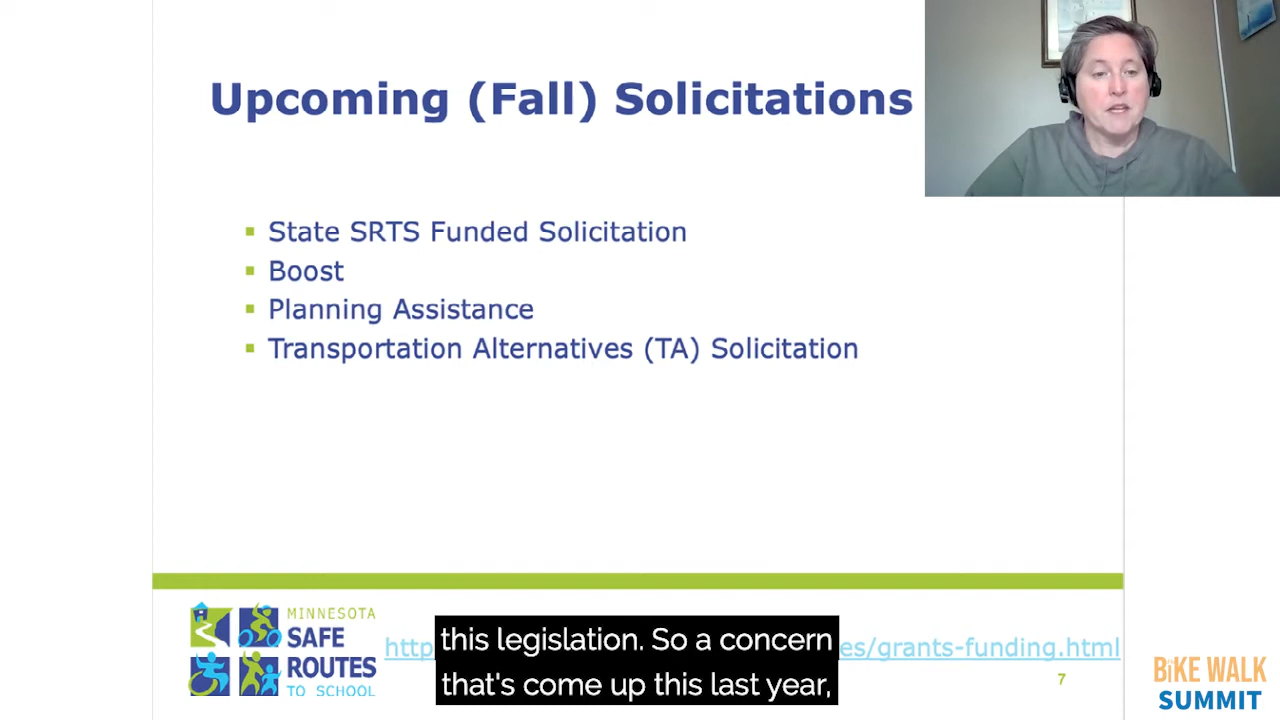 Upcoming (Fall) Solicitations
State SRTS Funded Solicitation
Boost
Planning Assistance
Transportation Alternatives (TA) Solicitation
MINNESOTA
SAFE
ROUTES
TO SCHOOL
http
es/grants-funding.html
this legislation. So a concern
that's come up this last year,
7
BiKE WALK
SUMMIT